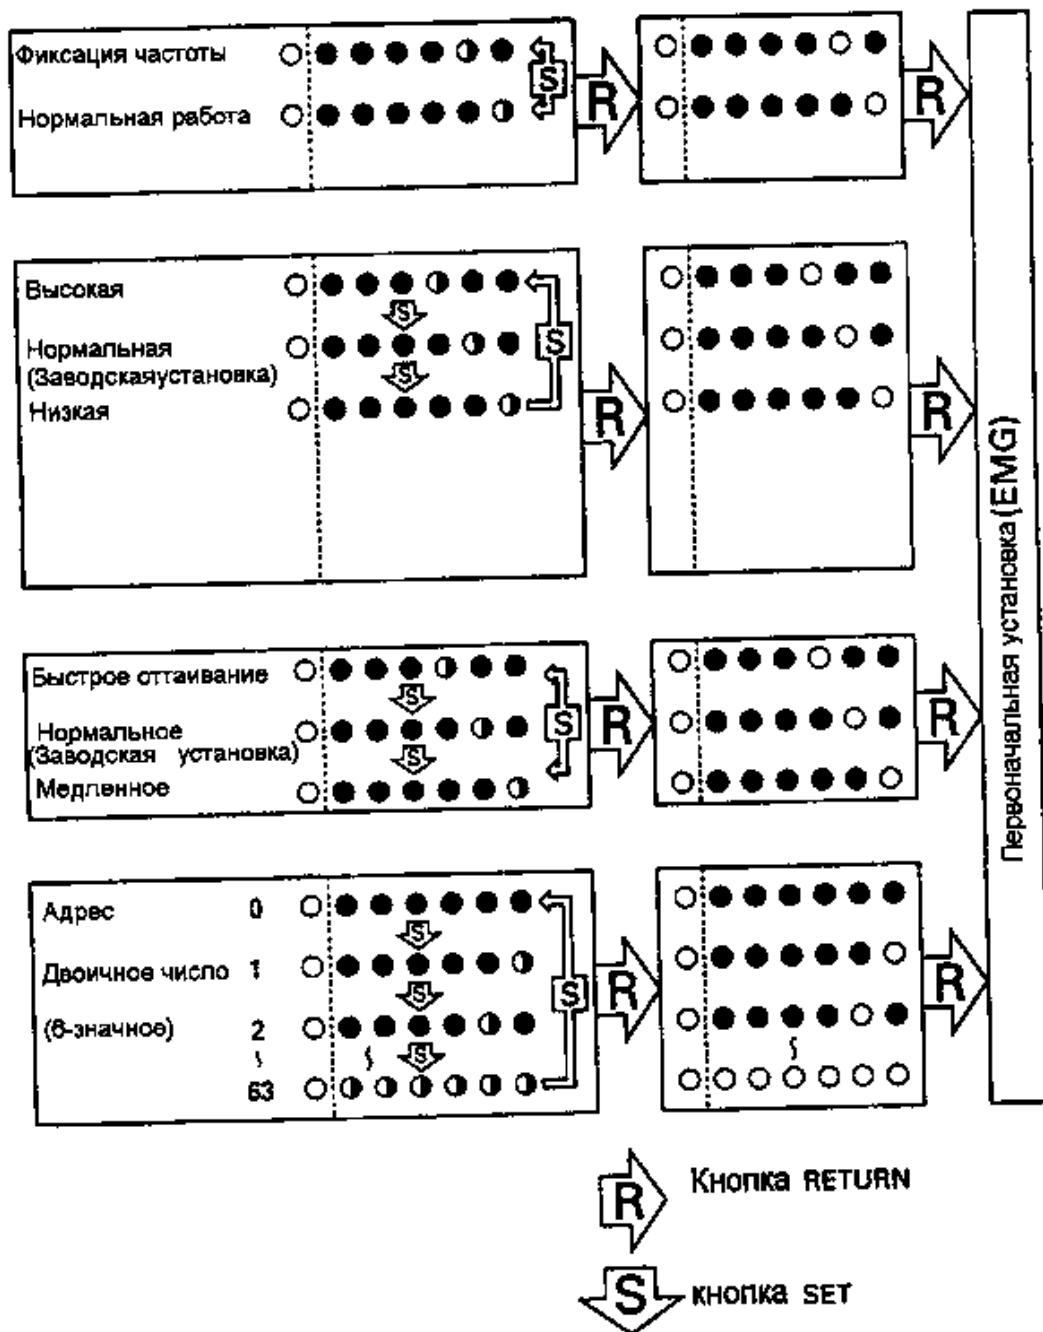 Фиксация частоты
S
R
R
Нормальная работа
Высокая
S
Нормальная
S
(Заводскаяустановка)
S
Низкая
R
R
Быстрое оттаивание
S
Нормальное
S
R
R
(Заводская установка)
S
Медленное
Адрес 0
S
Двоичное число 1
S
S
R
R
(6-значное) 2
S
63
Первоначальная установка (EMG)
R Кнопка RETURN
S кнопка SET